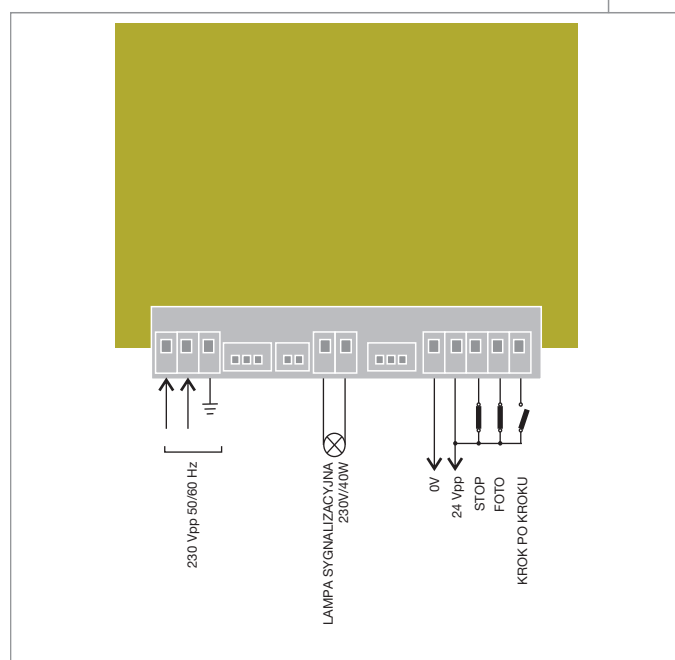 230 Vpp 50/60 Hz
LAMPA SYGNALIZACYJNA
230V/40W
0V
24 Vpp
STOP
FOTO
KROK PO KROKU